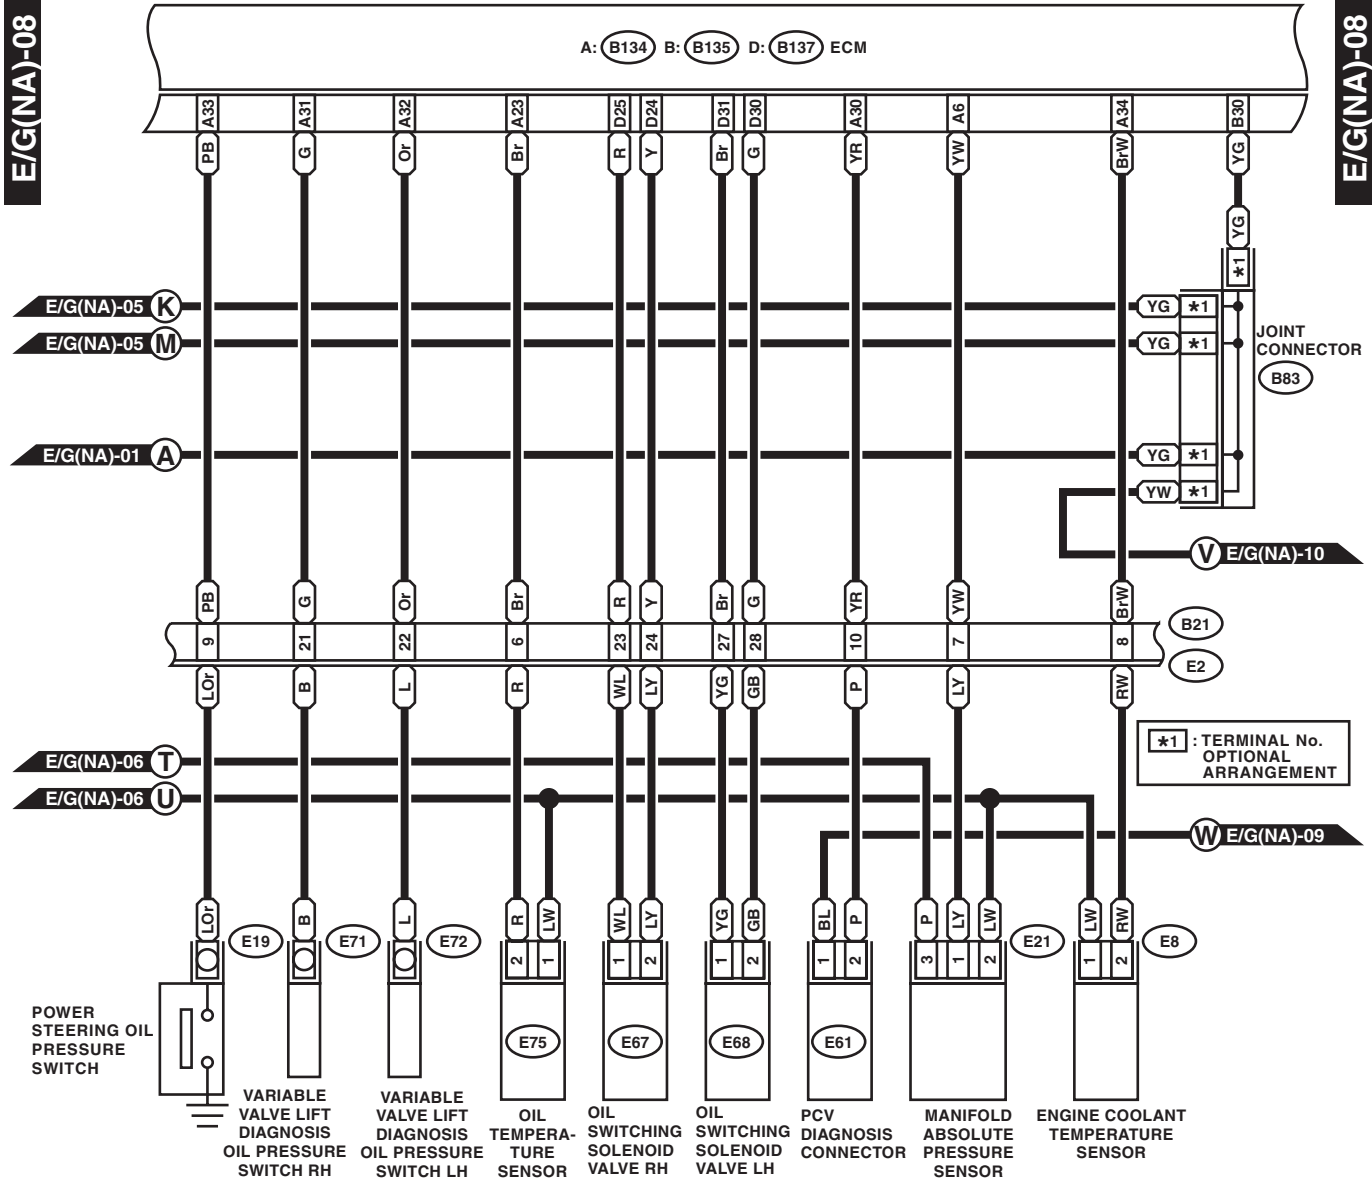 E/G(NA)-08
E/G(NA)-08
A: B134 B: B135 D: B137 ECM
A33 A31 A32 A23 D25 D24 D31 D30 A30 A6 A34 B30
PB G Or Br R Y Br G YR YW BrW YG
YG
*1
E/G(NA)-05 K YG *1
E/G(NA)-05 M YG *1
JOINT
CONNECTOR
B83
E/G(NA)-01 A YG *1
YW *1
V E/G(NA)-10
PB G Or Br R Y Br G YR YW BrW
9 21 22 6 23 24 27 28 10 7 8
B21
E2
LOr B L R WL LY YG GB P LY RW
*1 : TERMINAL No.
OPTIONAL
ARRANGEMENT
E/G(NA)-06 T
E/G(NA)-06 U
W E/G(NA)-09
LOr B L R LW WL LY YG GB BL P P LY LW LW RW
E19 E71 E72 E21 E8
2 1 1 2 1 2 1 2 3 1 2 1 2
E75 E67 E68 E61
POWER
STEERING OIL
PRESSURE
SWITCH
VARIABLE
VALVE LIFT
DIAGNOSIS
OIL PRESSURE
SWITCH RH
VARIABLE
VALVE LIFT
DIAGNOSIS
OIL PRESSURE
SWITCH LH
OIL
TEMPERA-
TURE
SENSOR
OIL
SWITCHING
SOLENOID
VALVE RH
OIL
SWITCHING
SOLENOID
VALVE LH
PCV
DIAGNOSIS
CONNECTOR
MANIFOLD
ABSOLUTE
PRESSURE
SENSOR
ENGINE COOLANT
TEMPERATURE
SENSOR